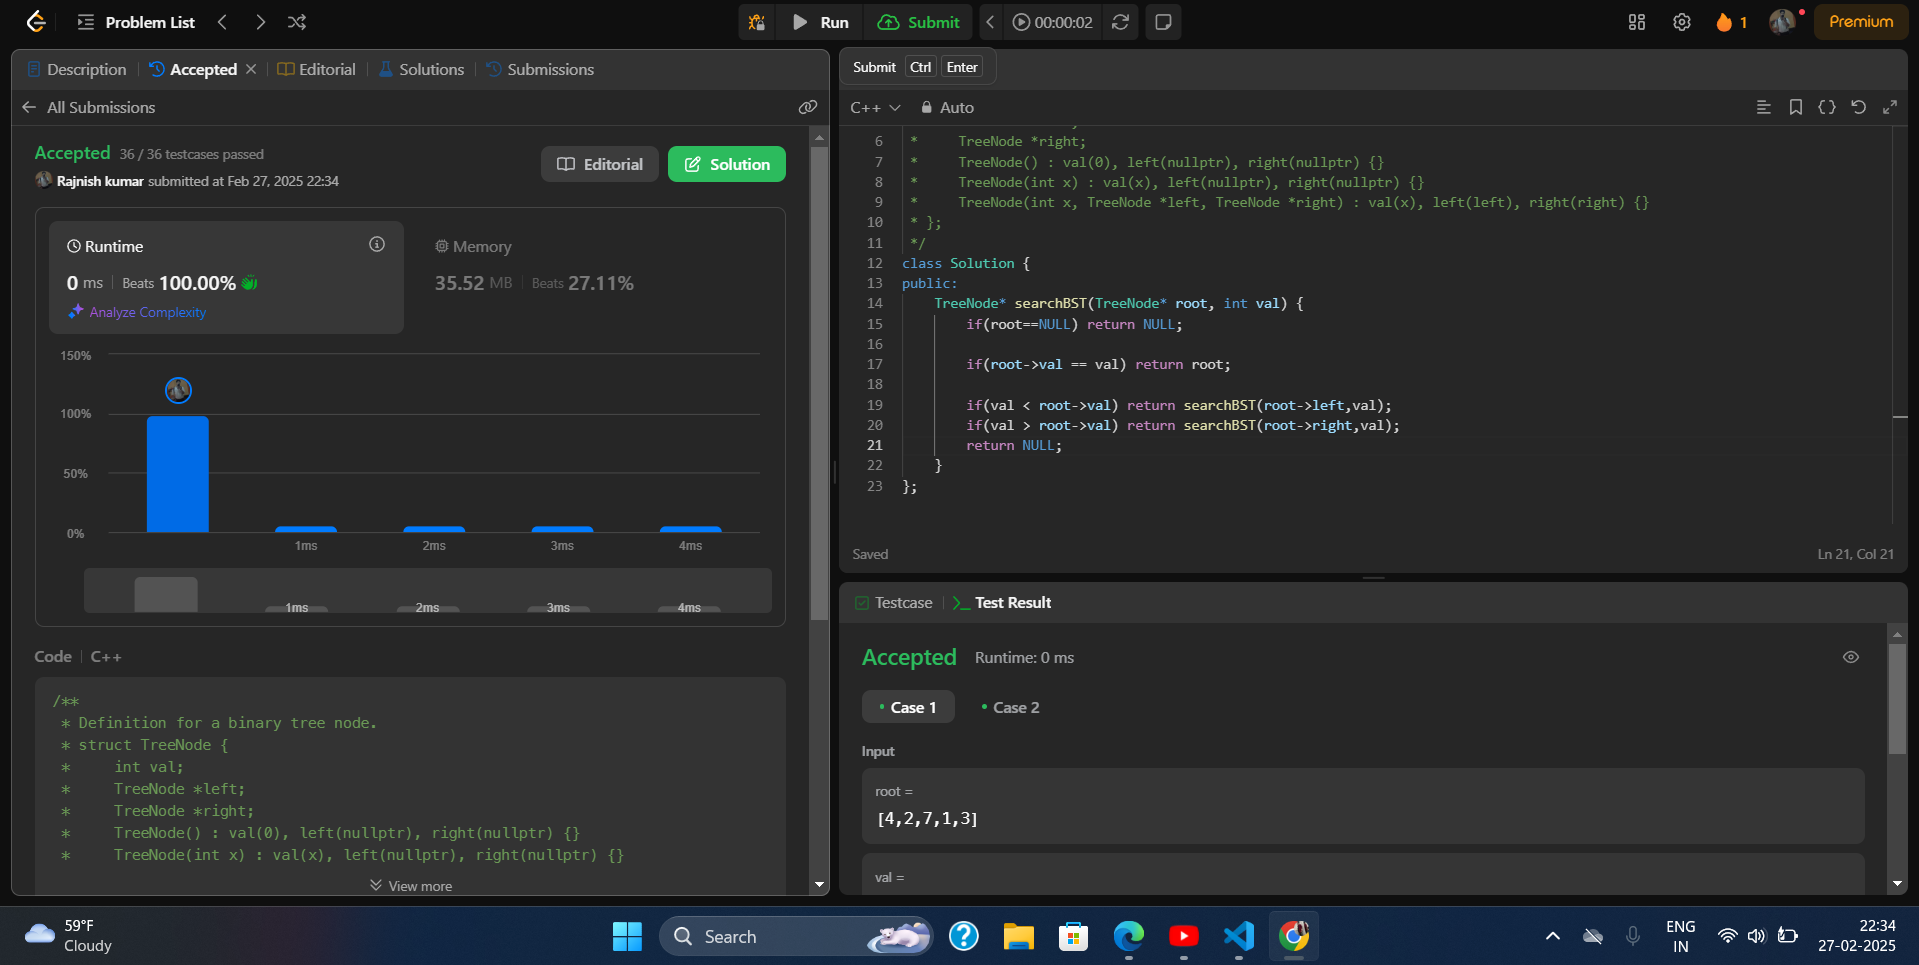 Problem List
Run
Submit
00:00:02
1
Premium
Description
Accepted
Editorial
Solutions
Submissions
All Submissions
Accepted 36 / 36 testcases passed
Rajnish kumar submitted at Feb 27, 2025 22:34
Editorial
Solution
Runtime
0 ms Beats 100.00%
Analyze Complexity
Memory
35.52 MB Beats 27.11%
150%
100%
50%
0%
1ms 2ms 3ms 4ms
1ms 2ms 3ms 4ms
Code C++
/**
* Definition for a binary tree node.
* struct TreeNode {
*     int val;
*     TreeNode *left;
*     TreeNode *right;
*     TreeNode() : val(0), left(nullptr), right(nullptr) {}
*     TreeNode(int x) : val(x), left(nullptr), right(nullptr) {}
View more
Submit Ctrl Enter
C++ Auto
6 *     TreeNode *right;
7 *     TreeNode() : val(0), left(nullptr), right(nullptr) {}
8 *     TreeNode(int x) : val(x), left(nullptr), right(nullptr) {}
9 *     TreeNode(int x, TreeNode *left, TreeNode *right) : val(x), left(left), right(right) {}
10 * };
11 */
12 class Solution {
13 public:
14     TreeNode* searchBST(TreeNode* root, int val) {
15         if(root==NULL) return NULL;
16
17         if(root->val == val) return root;
18
19         if(val < root->val) return searchBST(root->left,val);
20         if(val > root->val) return searchBST(root->right,val);
21         return NULL;
22     }
23 };
Saved
Ln 21, Col 21
Testcase
Test Result
Accepted Runtime: 0 ms
Case 1
Case 2
Input
root =
[4,2,7,1,3]
val =
59°F
Cloudy
Search
ENG
IN
22:34
27-02-2025